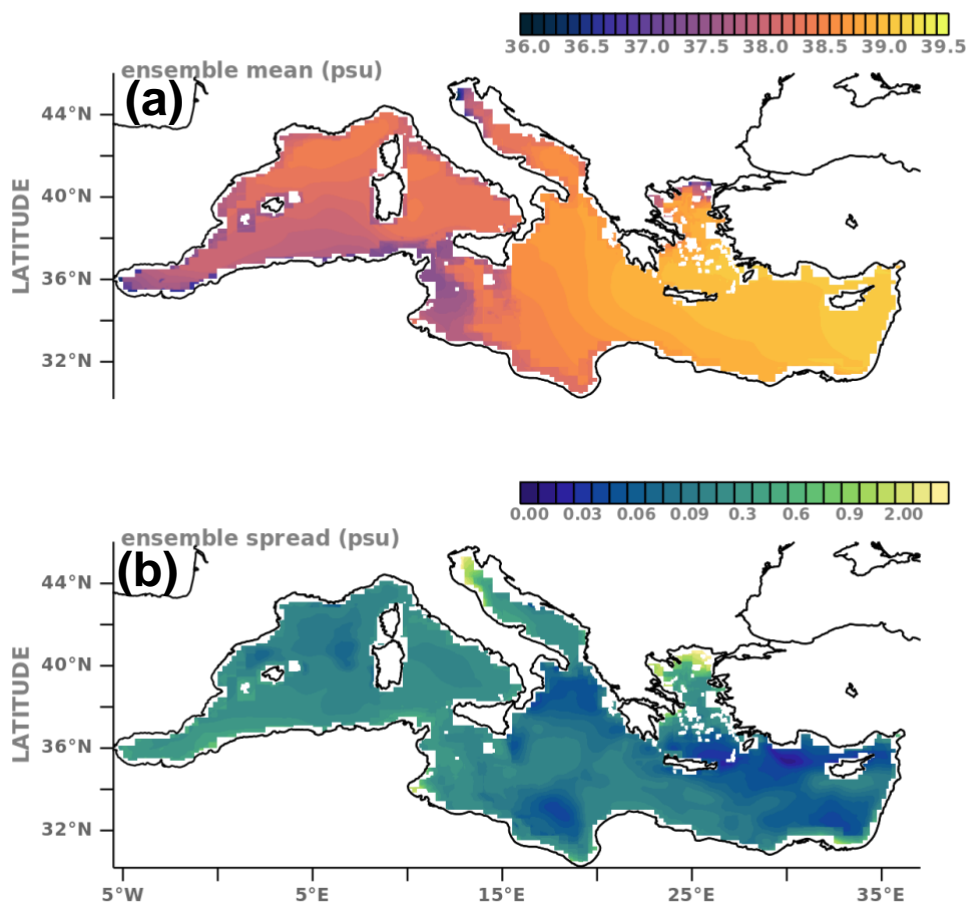 36.0 36.5 37.0 37.5 38.0 38.5 39.0 39.5
ensemble mean (psu)
(a)
44°N
40°N
36°N
32°N
LATITUDE
0.00 0.03 0.06 0.09 0.3 0.6 0.9 2.00
ensemble spread (psu)
(b)
44°N
40°N
36°N
32°N
LATITUDE
5°W 5°E 15°E 25°E 35°E